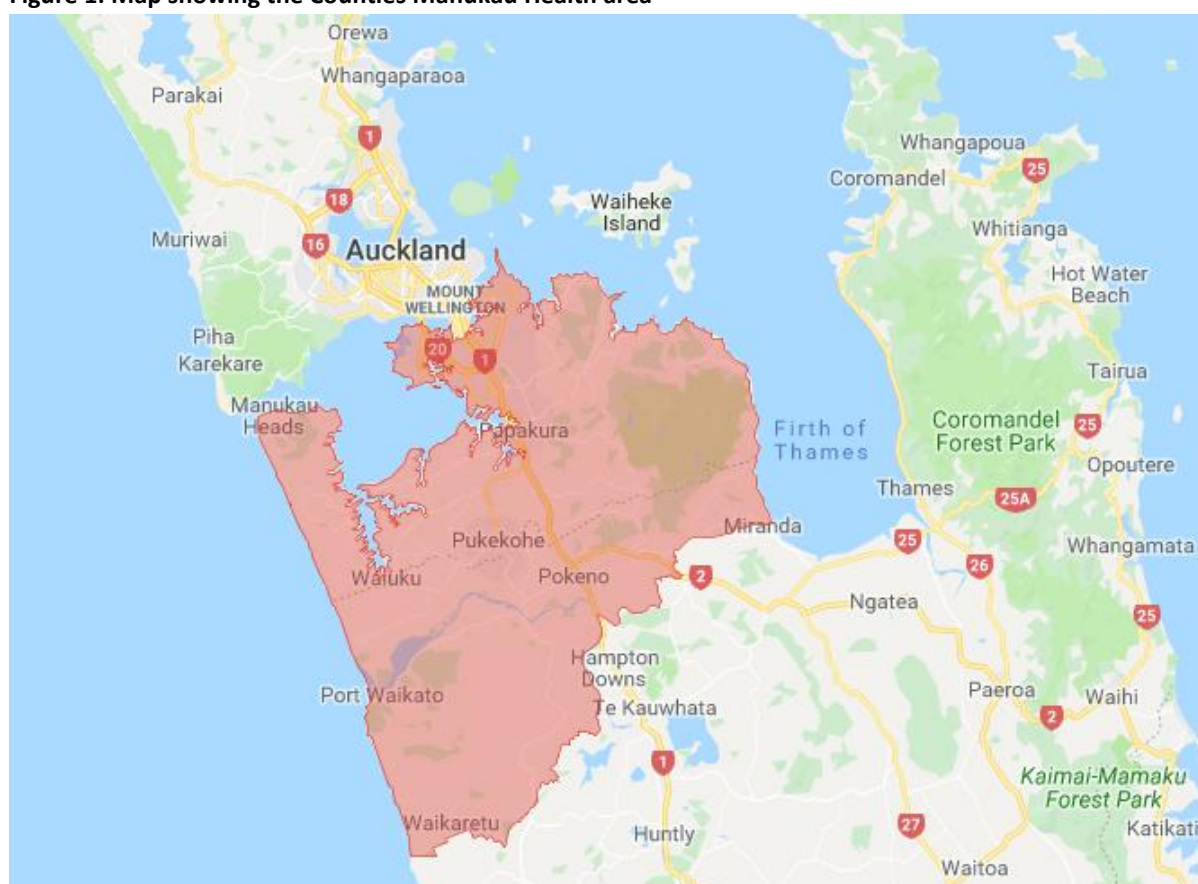 Figure 1: Map showing the Counties Manukau Health area
Orewa
Whangaparaoa
Parakai
1
Whangapoua
25
Coromandel
18
Waiheke
Island
Whitianga
Muriwai
16
Auckland
Hot Water
Beach
MOUNT
WELLINGTON
Piha
20
1
Karekare
Tairua
Manukau
Heads
Papakura
Firth of
Thames
Coromandel
Forest Park
25
Opoutere
Thames
25A
Miranda
Pukekohe
25
Whangamata
26
Waiuku
Pokeno
2
Ngatea
25
Hampton
Downs
Port Waikato
Te Kauwhata
Paeroa
Waihi
2
1
Kaimai-Mamaku
Forest Park
Waikaretu
Huntly
27
Katikati
Waitoa